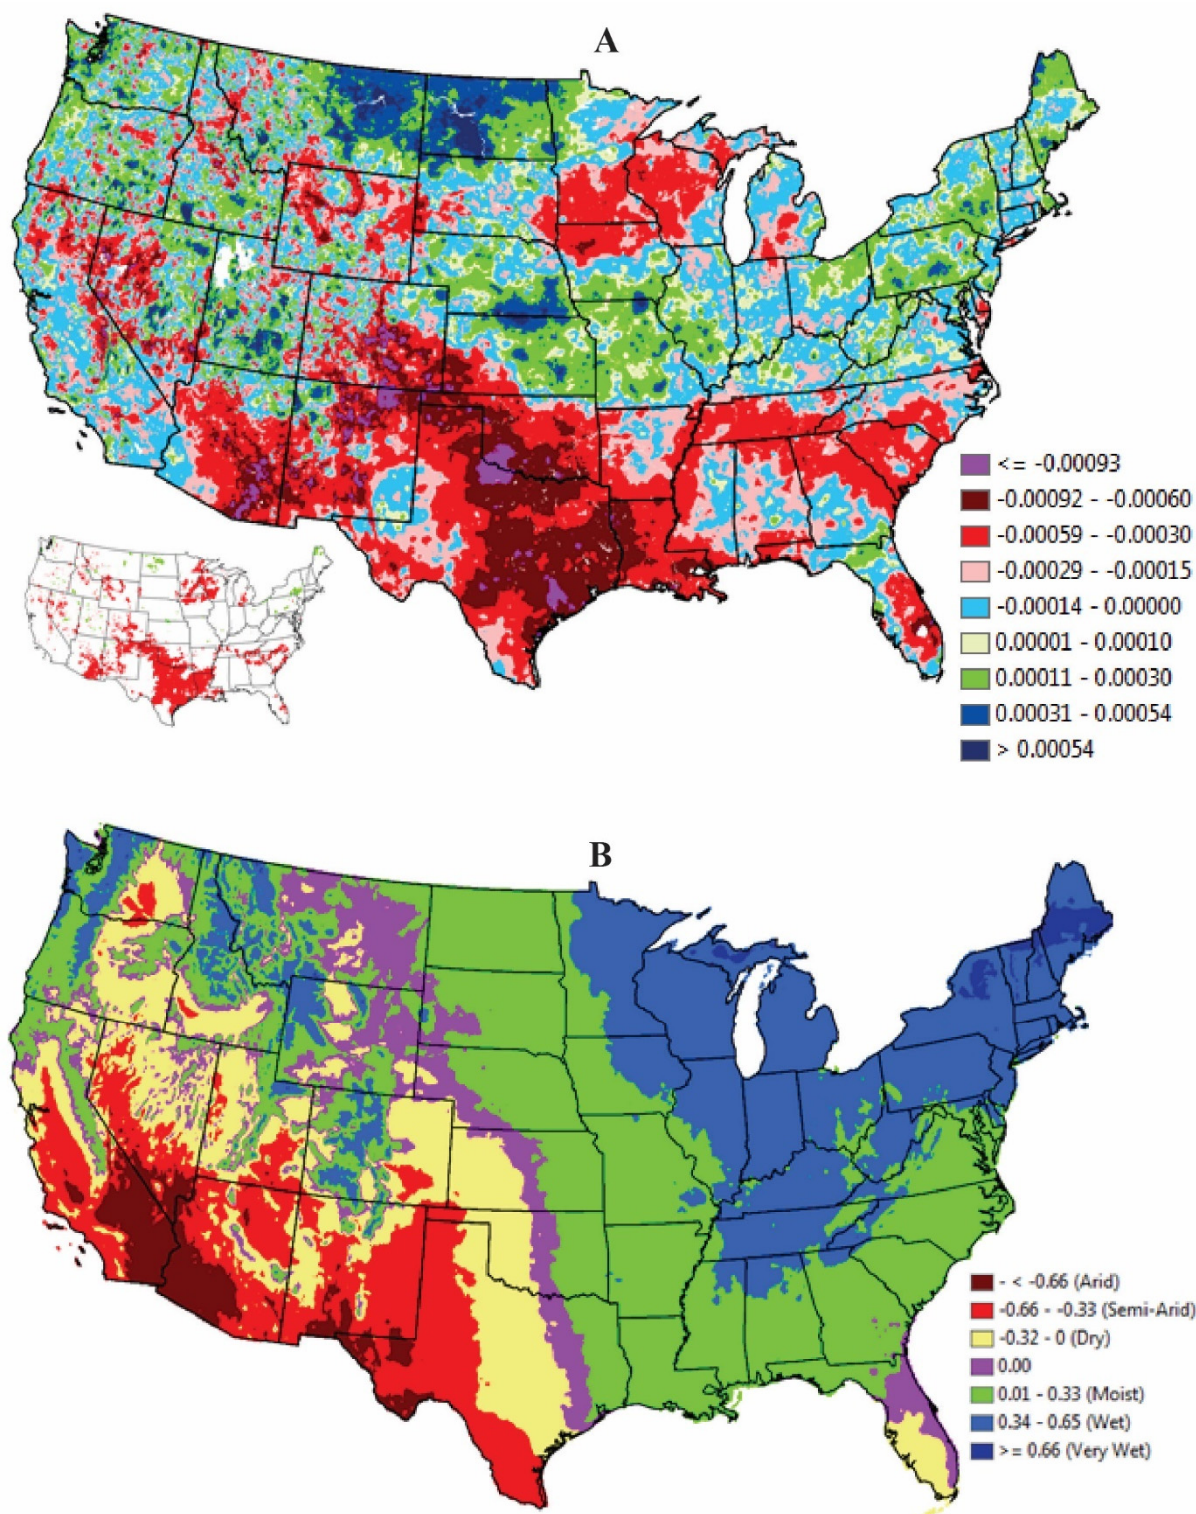 A
<= -0.00093
-0.00092 - -0.00060
-0.00059 - -0.00030
-0.00029 - -0.00015
-0.00014 - 0.00000
0.00001 - 0.00010
0.00011 - 0.00030
0.00031 - 0.00054
> 0.00054
B
- < -0.66 (Arid)
-0.66 - -0.33 (Semi-Arid)
-0.32 - 0 (Dry)
0.00
0.01 - 0.33 (Moist)
0.34 - 0.65 (Wet)
>= 0.66 (Very Wet)